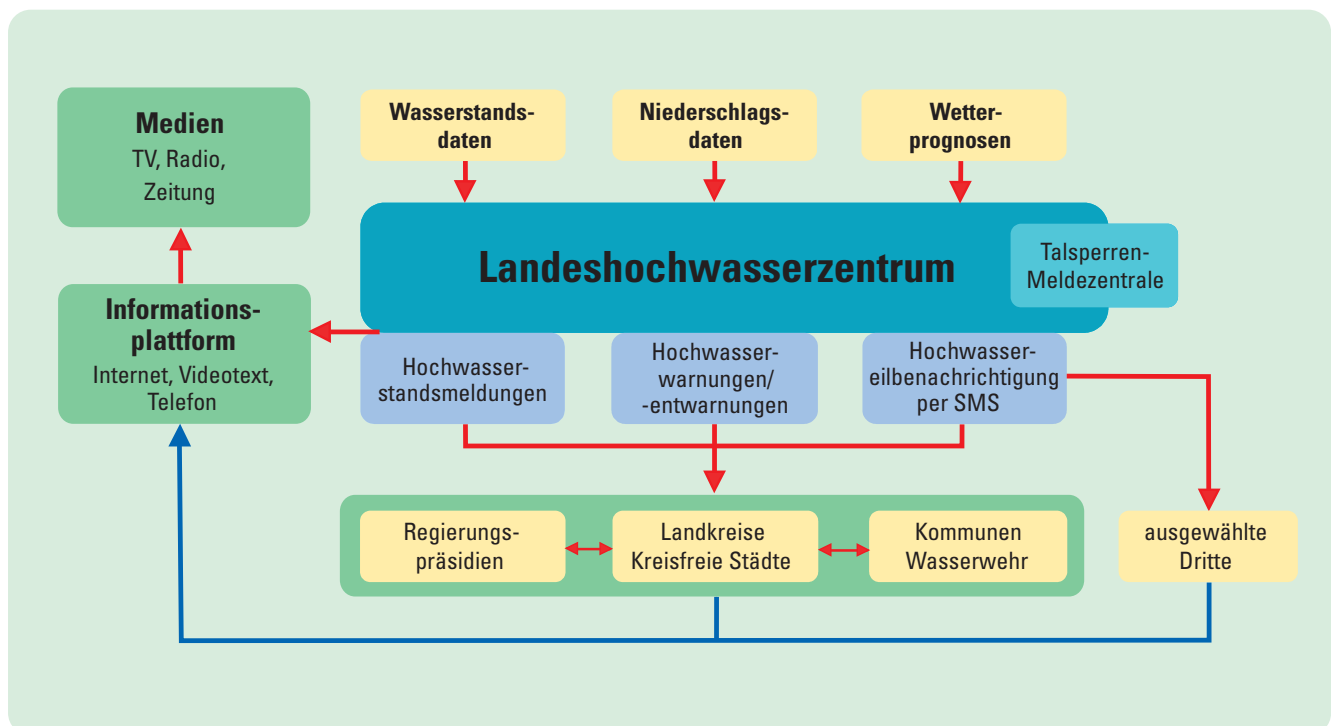 Medien
TV, Radio,
Zeitung
Wasserstands-
daten
Niederschlags-
daten
Wetter-
prognosen
Landeshochwasserzentrum
Talsperren-
Meldezentrale
Informations-
plattform
Internet, Videotext,
Telefon
Hochwasser-
standsmeldungen
Hochwasser-
warnungen/
-entwarnungen
Hochwasser-
eilbenachrichtigung
per SMS
Regierungs-
präsidien
Landkreise
Kreisfreie Städte
Kommunen
Wasserwehr
ausgewählte
Dritte